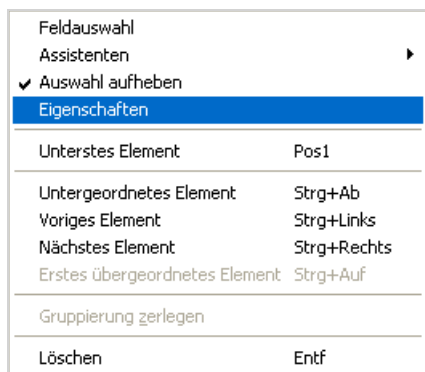 Feldauswahl
Assistenten
Auswahl aufheben
Eigenschaften
Unterstes Element Pos1
Untergeordnetes Element Strg+Ab
Voriges Element Strg+Links
Nächstes Element Strg+Rechts
Erstes übergeordnetes Element Strg+Auf
Gruppierung zerlegen
Löschen Entf